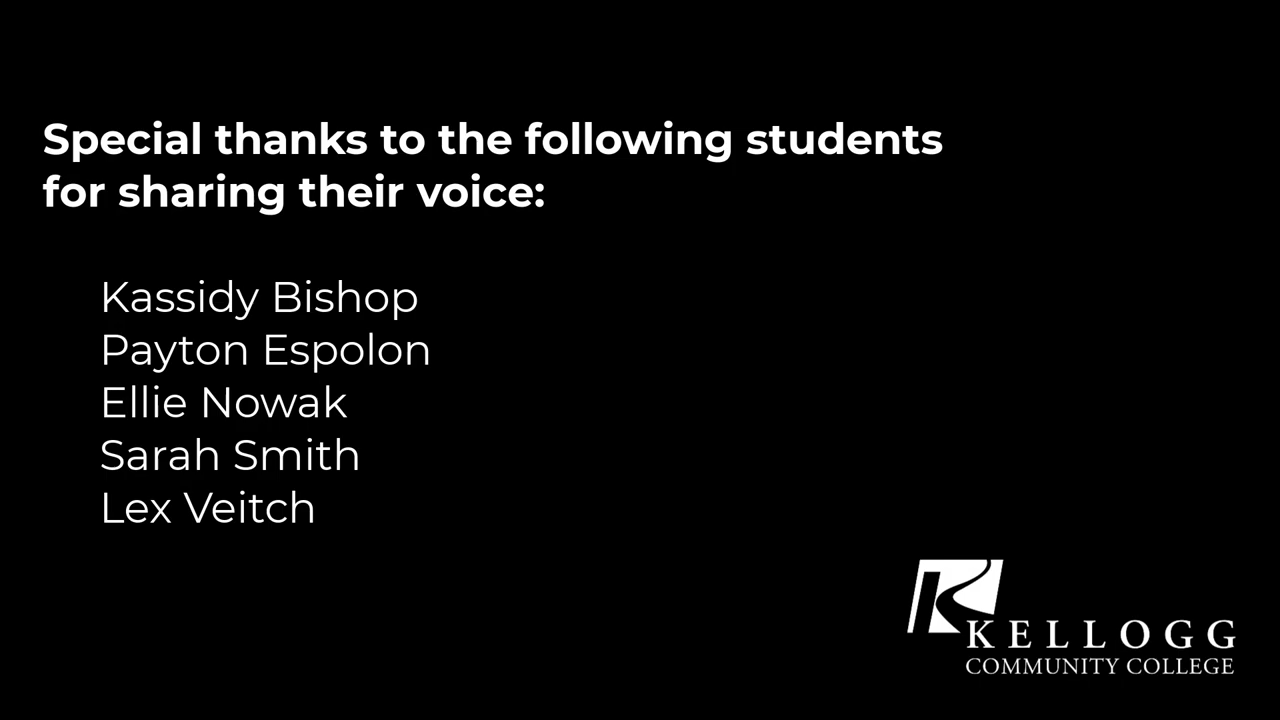 Special thanks to the following students
for sharing their voice:
Kassidy Bishop
Payton Espolon
Ellie Nowak
Sarah Smith
Lex Veitch
KELLOGG
COMMUNITY COLLEGE